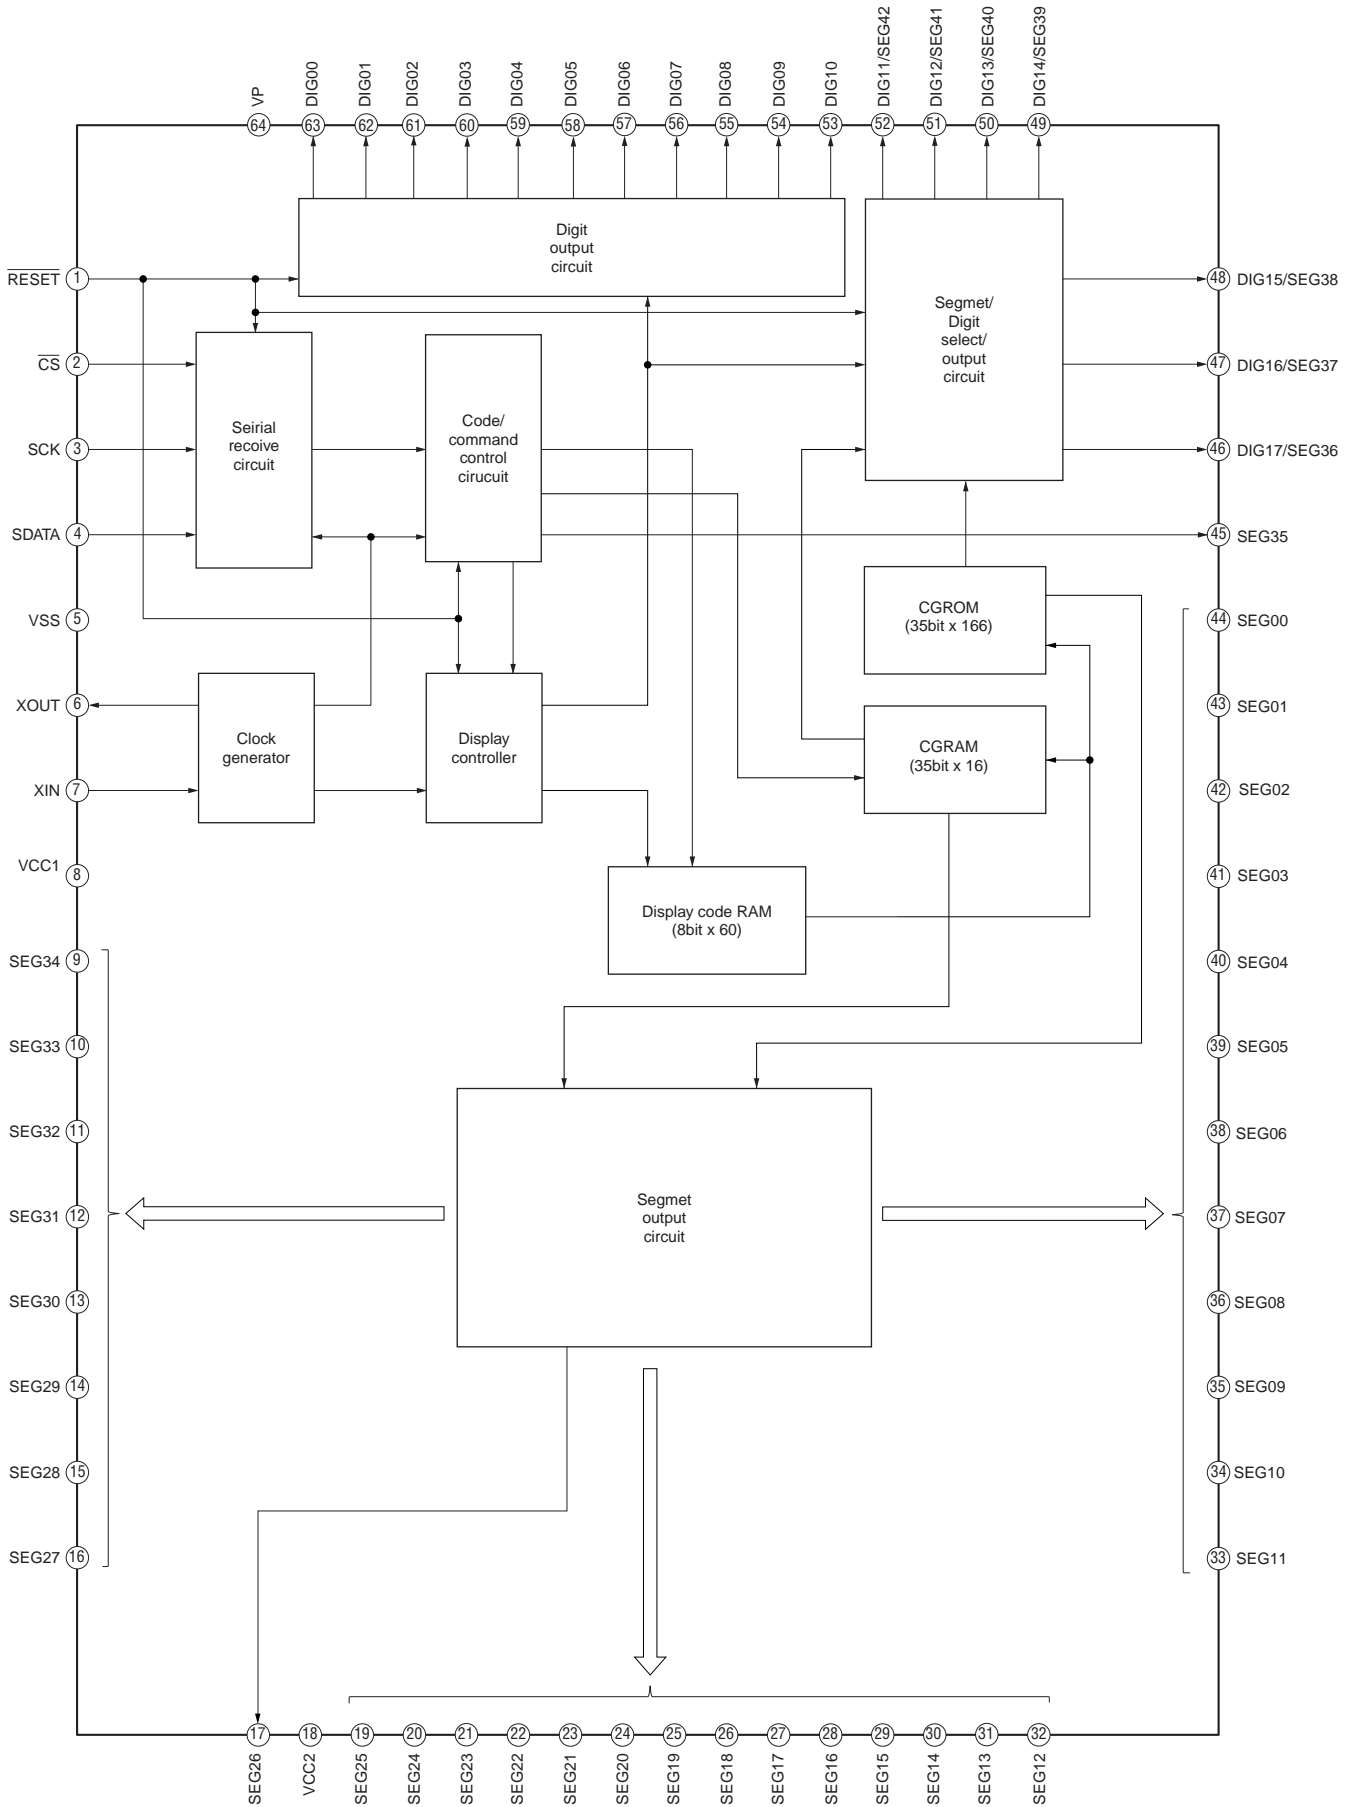 VP
DIG00
DIG01
DIG02
DIG03
DIG04
DIG05
DIG06
DIG07
DIG08
DIG09
DIG10
DIG11/SEG42
DIG12/SEG41
DIG13/SEG40
DIG14/SEG39
64
63
62
61
60
59
58
57
56
55
54
53
52
51
50
49
Digit
output
circuit
RESET
1
CS
2
SCK
3
SDATA
4
VSS
5
XOUT
6
XIN
7
VCC1
8
SEG34
9
SEG33
10
SEG32
11
SEG31
12
SEG30
13
SEG29
14
SEG28
15
SEG27
16
Seirial
recoive
circuit
Code/
command
control
cirucuit
Segmet/
Digit
select/
output
circuit
Clock
generator
Display
controller
CGROM
(35bit x 166)
CGRAM
(35bit x 16)
Display code RAM
(8bit x 60)
Segmet
output
circuit
48 DIG15/SEG38
47 DIG16/SEG37
46 DIG17/SEG36
45 SEG35
44 SEG00
43 SEG01
42 SEG02
41 SEG03
40 SEG04
39 SEG05
38 SEG06
37 SEG07
36 SEG08
35 SEG09
34 SEG10
33 SEG11
17
18
19
20
21
22
23
24
25
26
27
28
29
30
31
32
SEG26
VCC2
SEG25
SEG24
SEG23
SEG22
SEG21
SEG20
SEG19
SEG18
SEG17
SEG16
SEG15
SEG14
SEG13
SEG12